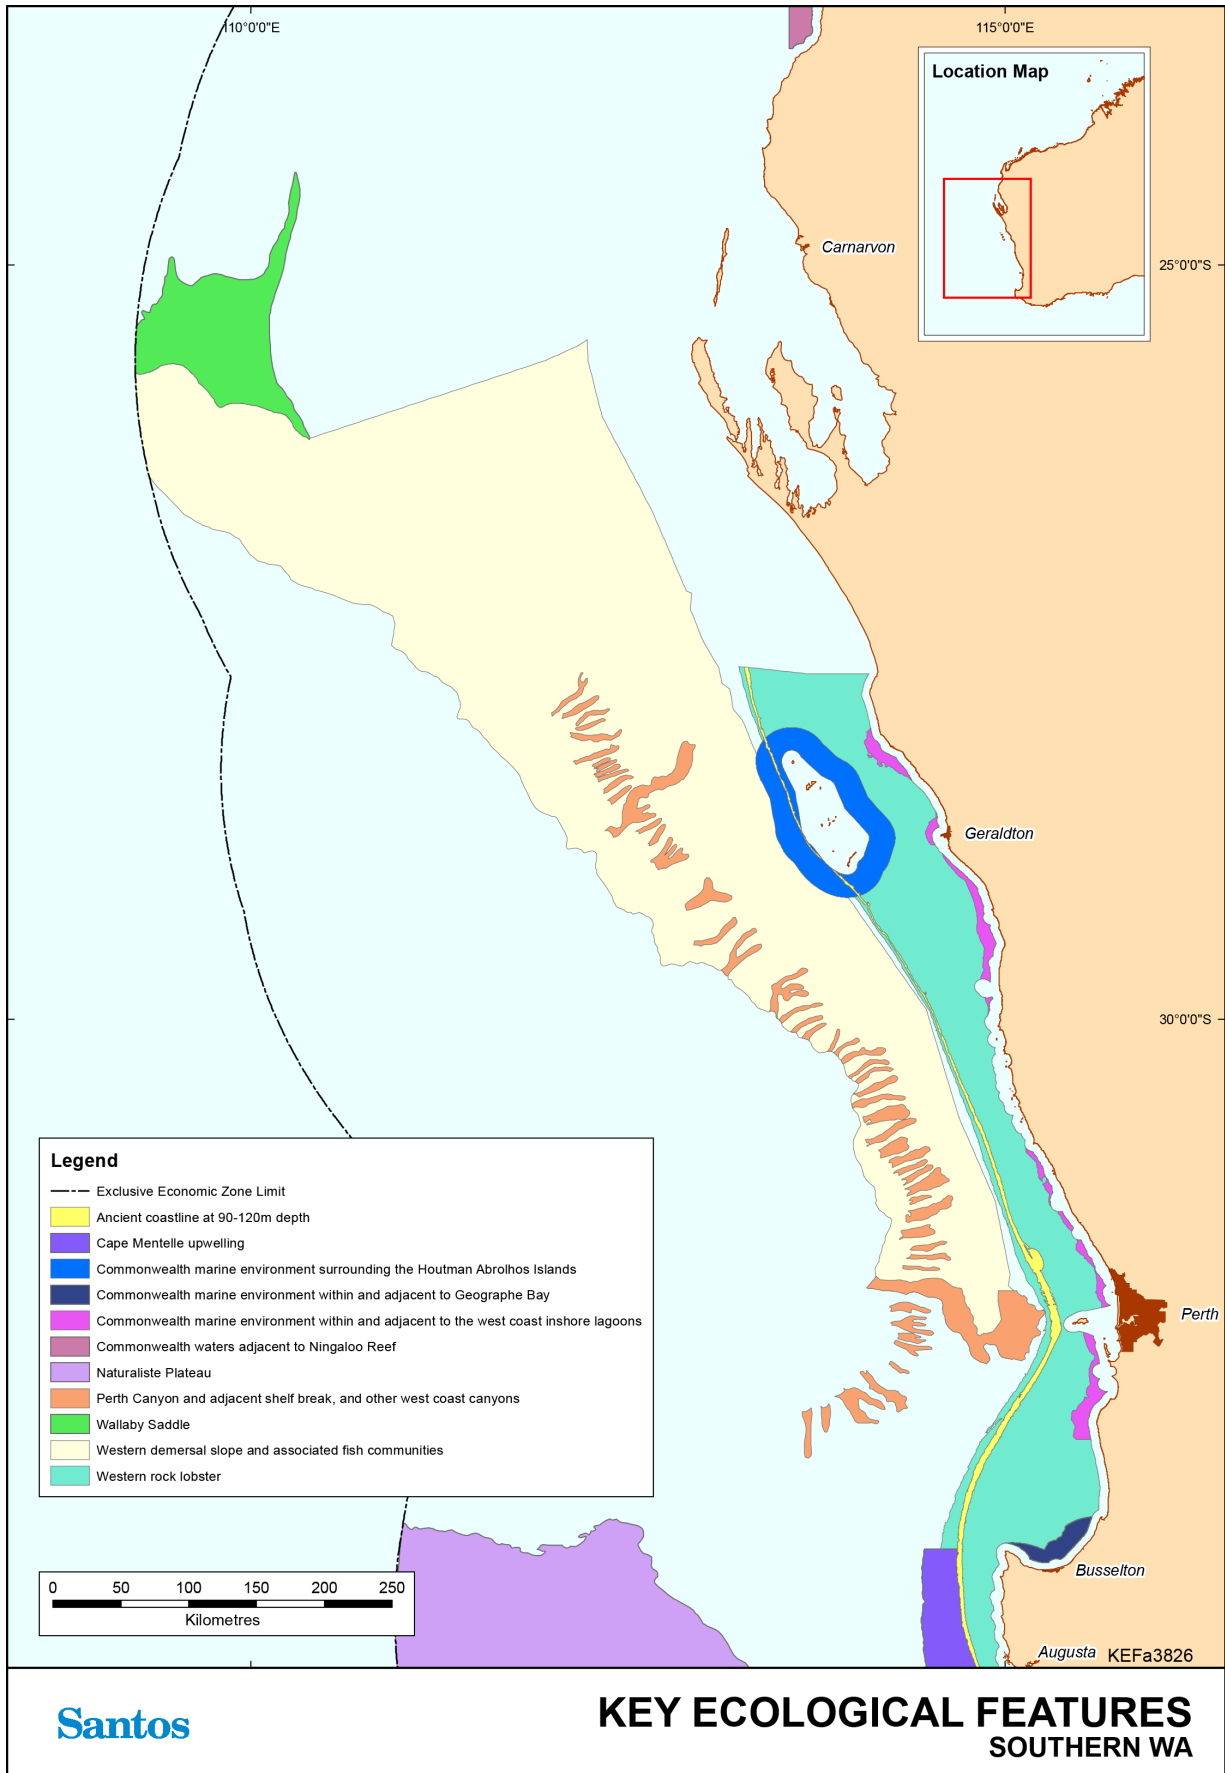 110°0'0"E
115°0'0"E
Location Map
Carnarvon
25°0'0"S
Geraldton
30°0'0"S
Legend
Exclusive Economic Zone Limit
Ancient coastline at 90-120m depth
Cape Mentelle upwelling
Commonwealth marine environment surrounding the Houtman Abrolhos Islands
Commonwealth marine environment within and adjacent to Geographe Bay
Commonwealth marine environment within and adjacent to the west coast inshore lagoons
Commonwealth waters adjacent to Ningaloo Reef
Naturaliste Plateau
Perth Canyon and adjacent shelf break, and other west coast canyons
Wallaby Saddle
Western demersal slope and associated fish communities
Western rock lobster
Perth
Busselton
0 50 100 150 200 250
Kilometres
Augusta
KEFa3826
Santos
KEY ECOLOGICAL FEATURES
SOUTHERN WA